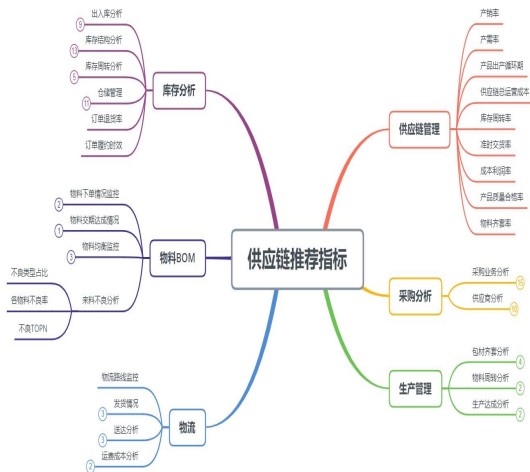 供应链推荐指标
库存分析
出入库分析
9
库存结构分析
13
库存周转分析
5
仓储管理
11
订单退货率
订单履约时效
物料BOM
物料下单情况监控
2
物料交期达成情况
1
物料均衡监控
3
来料不良分析
不良类型占比
各物料不良率
不良TOPN
物流
物流路线监控
发货情况
3
送达分析
3
运营成本分析
2
供应链管理
产销率
产需率
产品出产循环期
供应链总运营成本
库存周转率
准时交货率
成本利润率
产品质量合格率
物料齐套率
采购分析
采购业务分析
供应商分析
生产管理
包材齐套分析
4
物料周转分析
2
生产达成分析
2